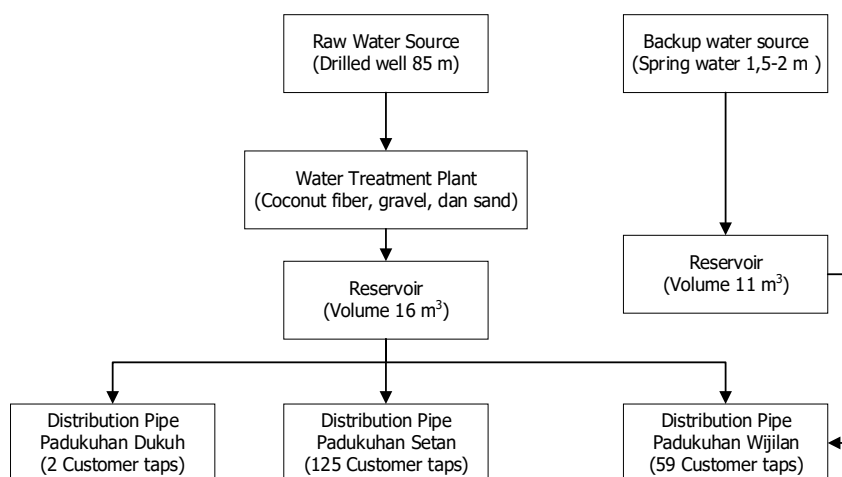 Raw Water Source
(Drilled well 85 m)
Backup water source
(Spring water 1,5-2 m )
Water Treatment Plant
(Coconut fiber, gravel, dan sand)
Reservoir
(Volume 16 m³)
Reservoir
(Volume 11 m³)
Distribution Pipe
Padukuhan Dukuh
(2 Customer taps)
Distribution Pipe
Padukuhan Setan
(125 Customer taps)
Distribution Pipe
Padukuhan Wijilan
(59 Customer taps)